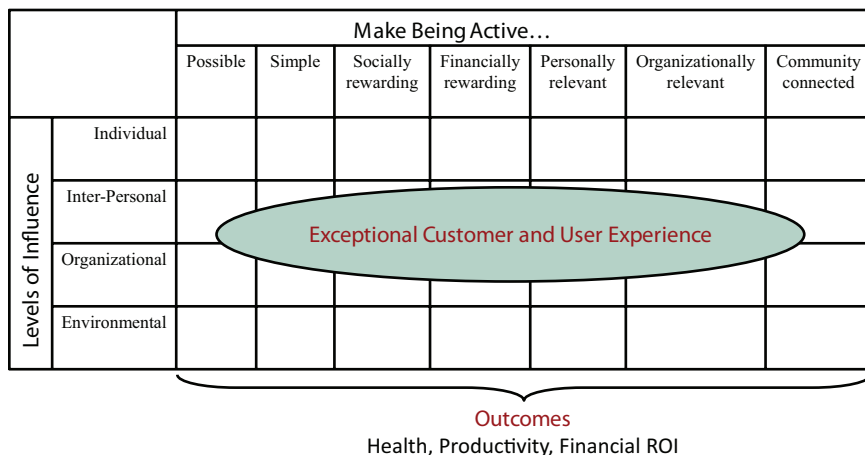 Make Being Active…
Possible
Simple
Socially
rewarding
Financially
rewarding
Personally
relevant
Organizationally
relevant
Community
connected
Levels of Influence
Individual
Inter-Personal
Organizational
Environmental
Exceptional Customer and User Experience
Outcomes
Health, Productivity, Financial ROI